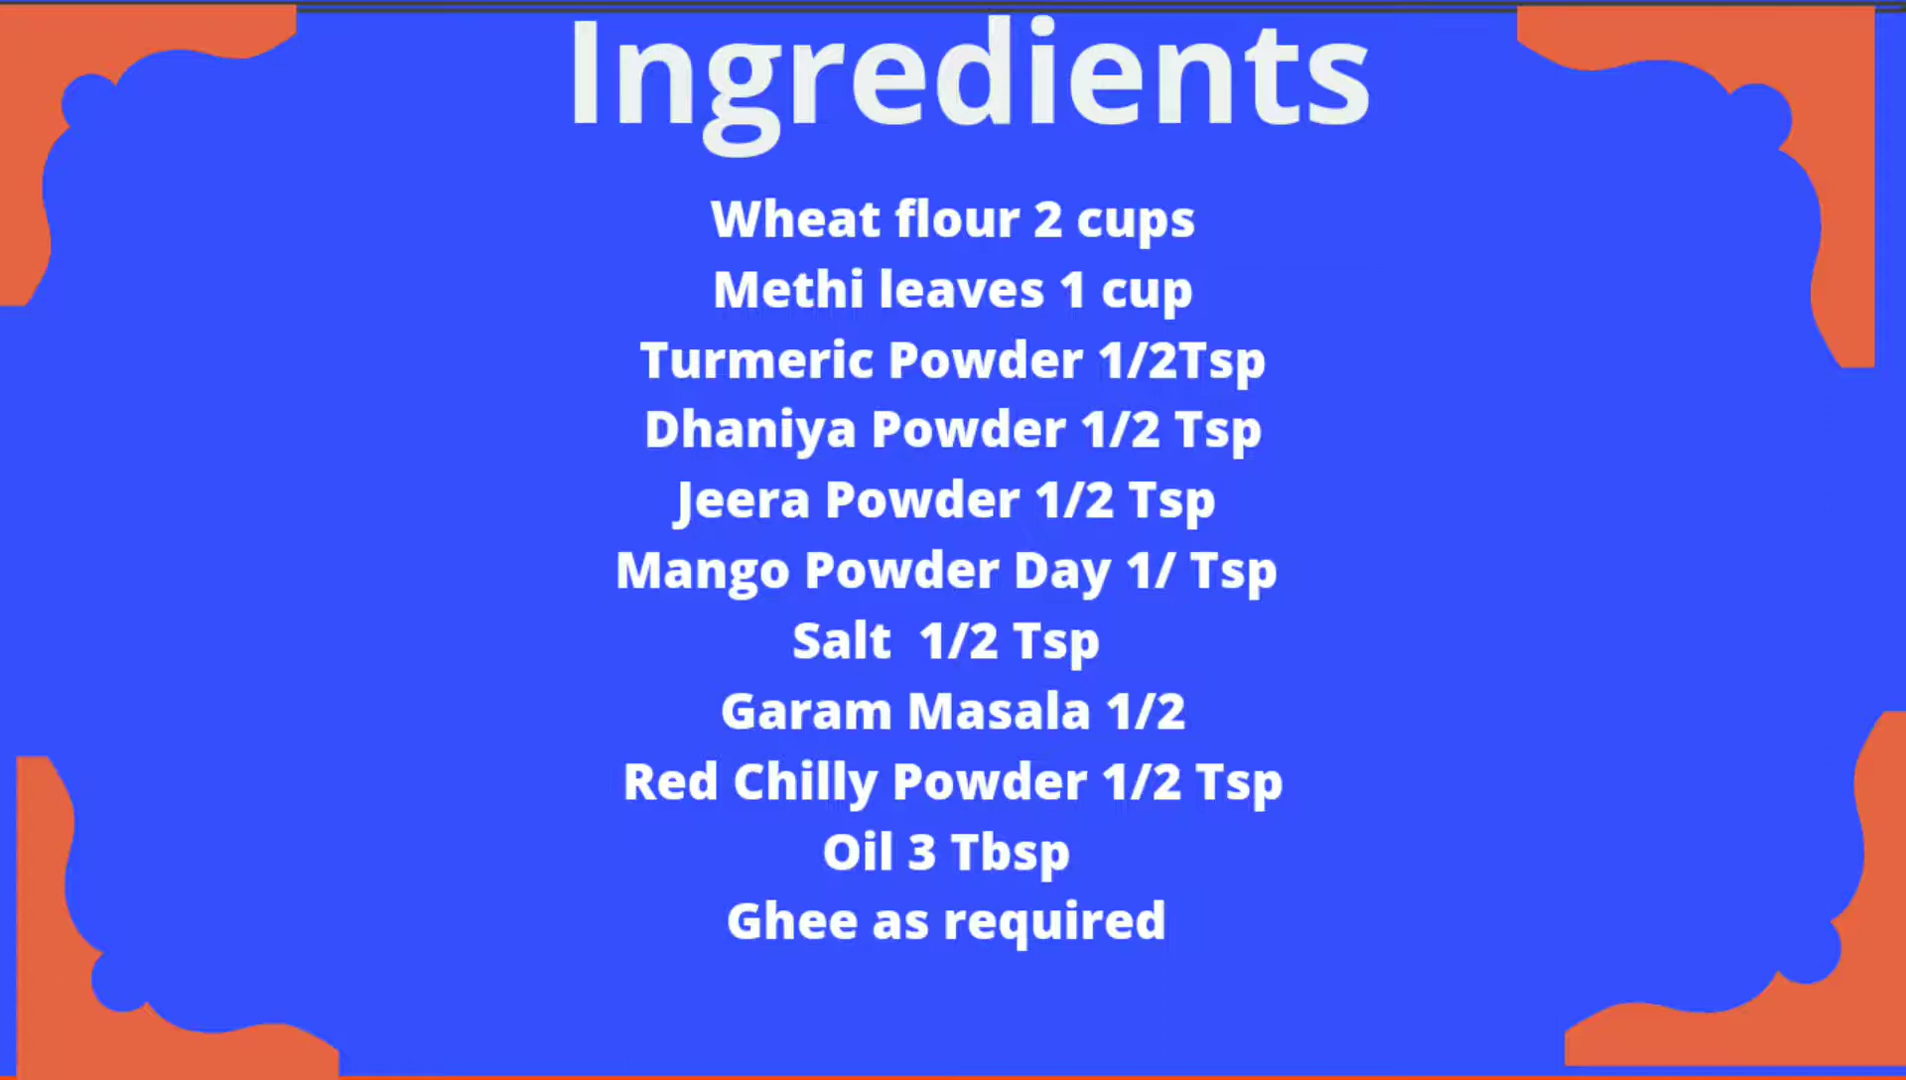 Ingredients
Wheat flour 2 cups
Methi leaves 1 cup
Turmeric Powder 1/2Tsp
Dhaniya Powder 1/2 Tsp
Jeera Powder 1/2 Tsp
Mango Powder Day 1/ Tsp
Salt  1/2 Tsp
Garam Masala 1/2
Red Chilly Powder 1/2 Tsp
Oil 3 Tbsp
Ghee as required